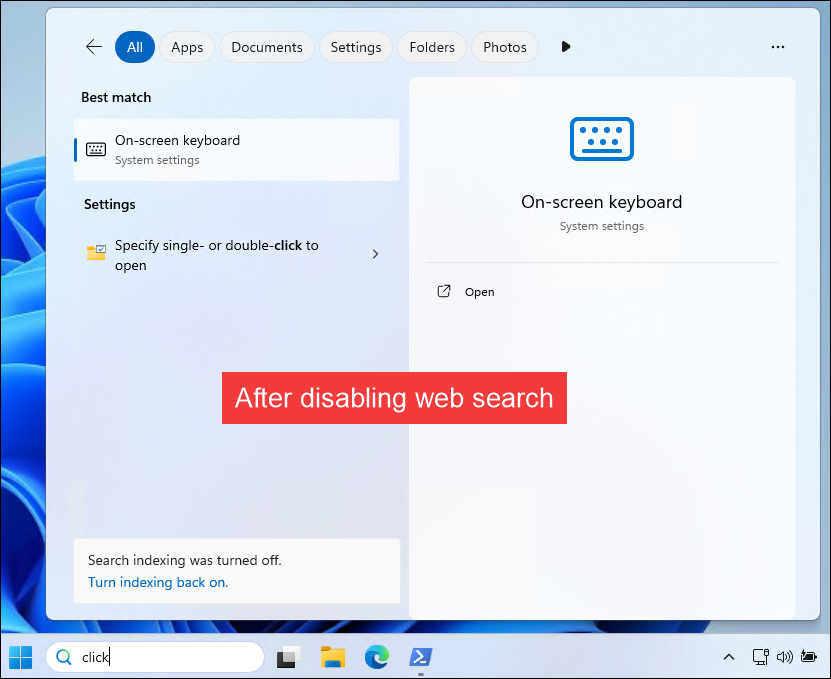 All
Apps
Documents
Settings
Folders
Photos
Best match
On-screen keyboard
System settings
Settings
Specify single- or double-click to
open
On-screen keyboard
System settings
Open
After disabling web search
Search indexing was turned off.
Turn indexing back on.
click